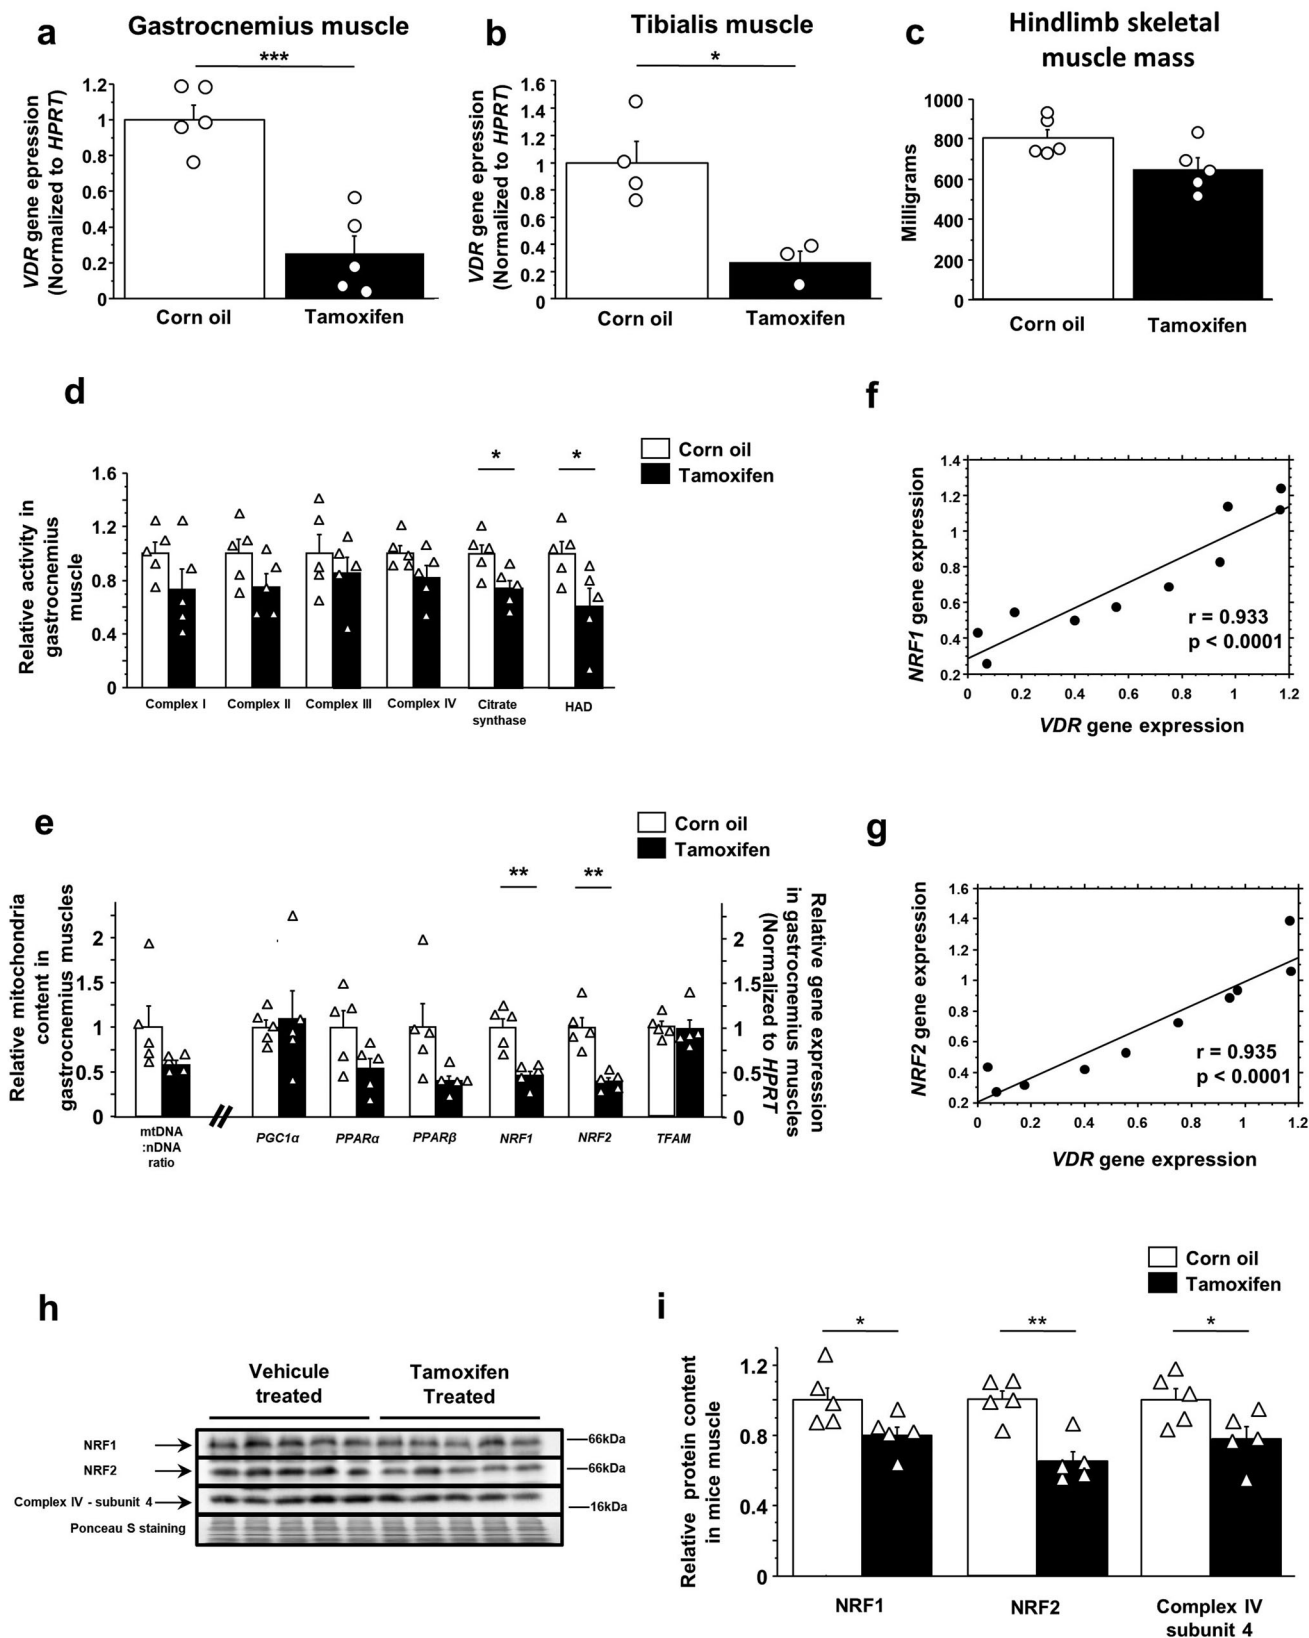 a
Gastrocnemius muscle
***
VDR gene epression
(Normalized to HPRT)
1.2
1
0.8
0.6
0.4
0.2
0
Corn oil
Tamoxifen
b
Tibialis muscle
*
VDR gene epression
(Normalized to HPRT)
1.6
1.4
1.2
1
0.8
0.6
0.4
0.2
0
Corn oil
Tamoxifen
c
Hindlimb skeletal
muscle mass
Milligrams
1000
800
600
400
200
0
Corn oil
Tamoxifen
d
Corn oil
Tamoxifen
* *
Relative activity in
gastrocnemius
muscle
1.6
1.2
0.8
0.4
0
Complex I
Complex II
Complex III
Complex IV
Citrate
synthase
HAD
f
NRF1 gene expression
1.4
1.2
1
0.8
0.6
0.4
0.2
r = 0.933
p < 0.0001
0 0.2 0.4 0.6 0.8 1 1.2
VDR gene expression
e
Corn oil
Tamoxifen
** **
Relative mitochondria
content in
gastrocnemius muscles
2
1.5
1
0.5
0
mtDNA
:nDNA
ratio
PGC1α
PPARα
PPARβ
NRF1
NRF2
TFAM
2
1.5
1
0.5
0
Relative gene expression
in gastrocnemius muscles
(Normalized to HPRT
g
NRF2 gene expression
1.6
1.4
1.2
1
0.8
0.6
0.4
0.2
r = 0.935
p < 0.0001
0 0.2 0.4 0.6 0.8 1 1.2
VDR gene expression
h
Vehicule
treated
Tamoxifen
Treated
NRF1
66kDa
NRF2
66kDa
Complex IV - subunit 4
16kDa
Ponceau S staining
i
Corn oil
Tamoxifen
* ** *
Relative protein content
in mice muscle
1.2
0.8
0.4
0
NRF1
NRF2
Complex IV
subunit 4